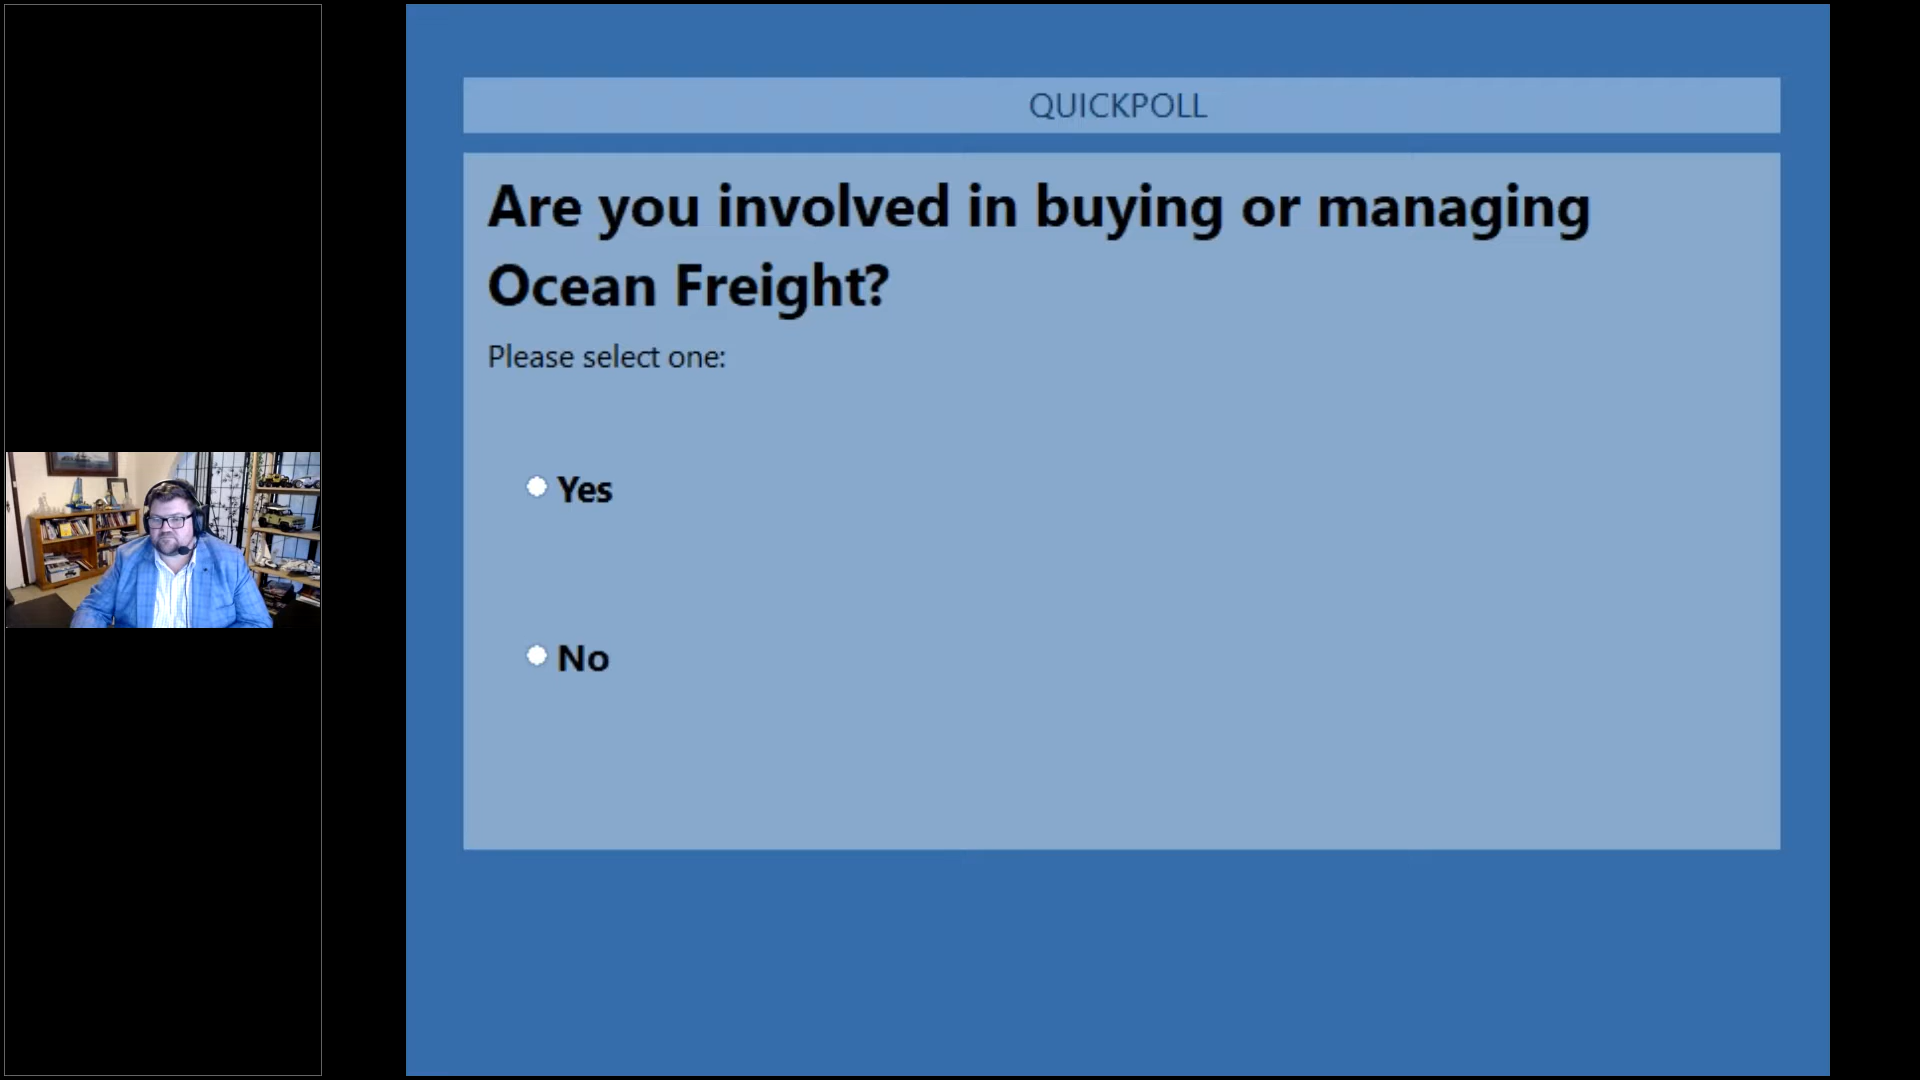 QUICKPOLL
Are you involved in buying or managing
Ocean Freight?
Please select one:
Yes
No